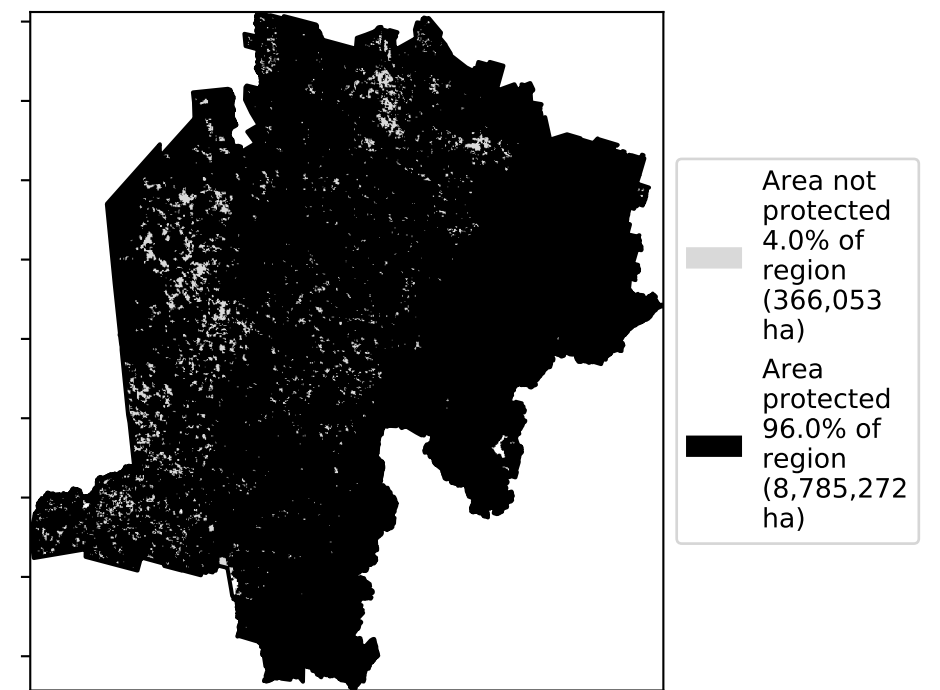 Area not
protected
4.0% of
region
(366,053
ha)
Area
protected
96.0% of
region
(8,785,272
ha)